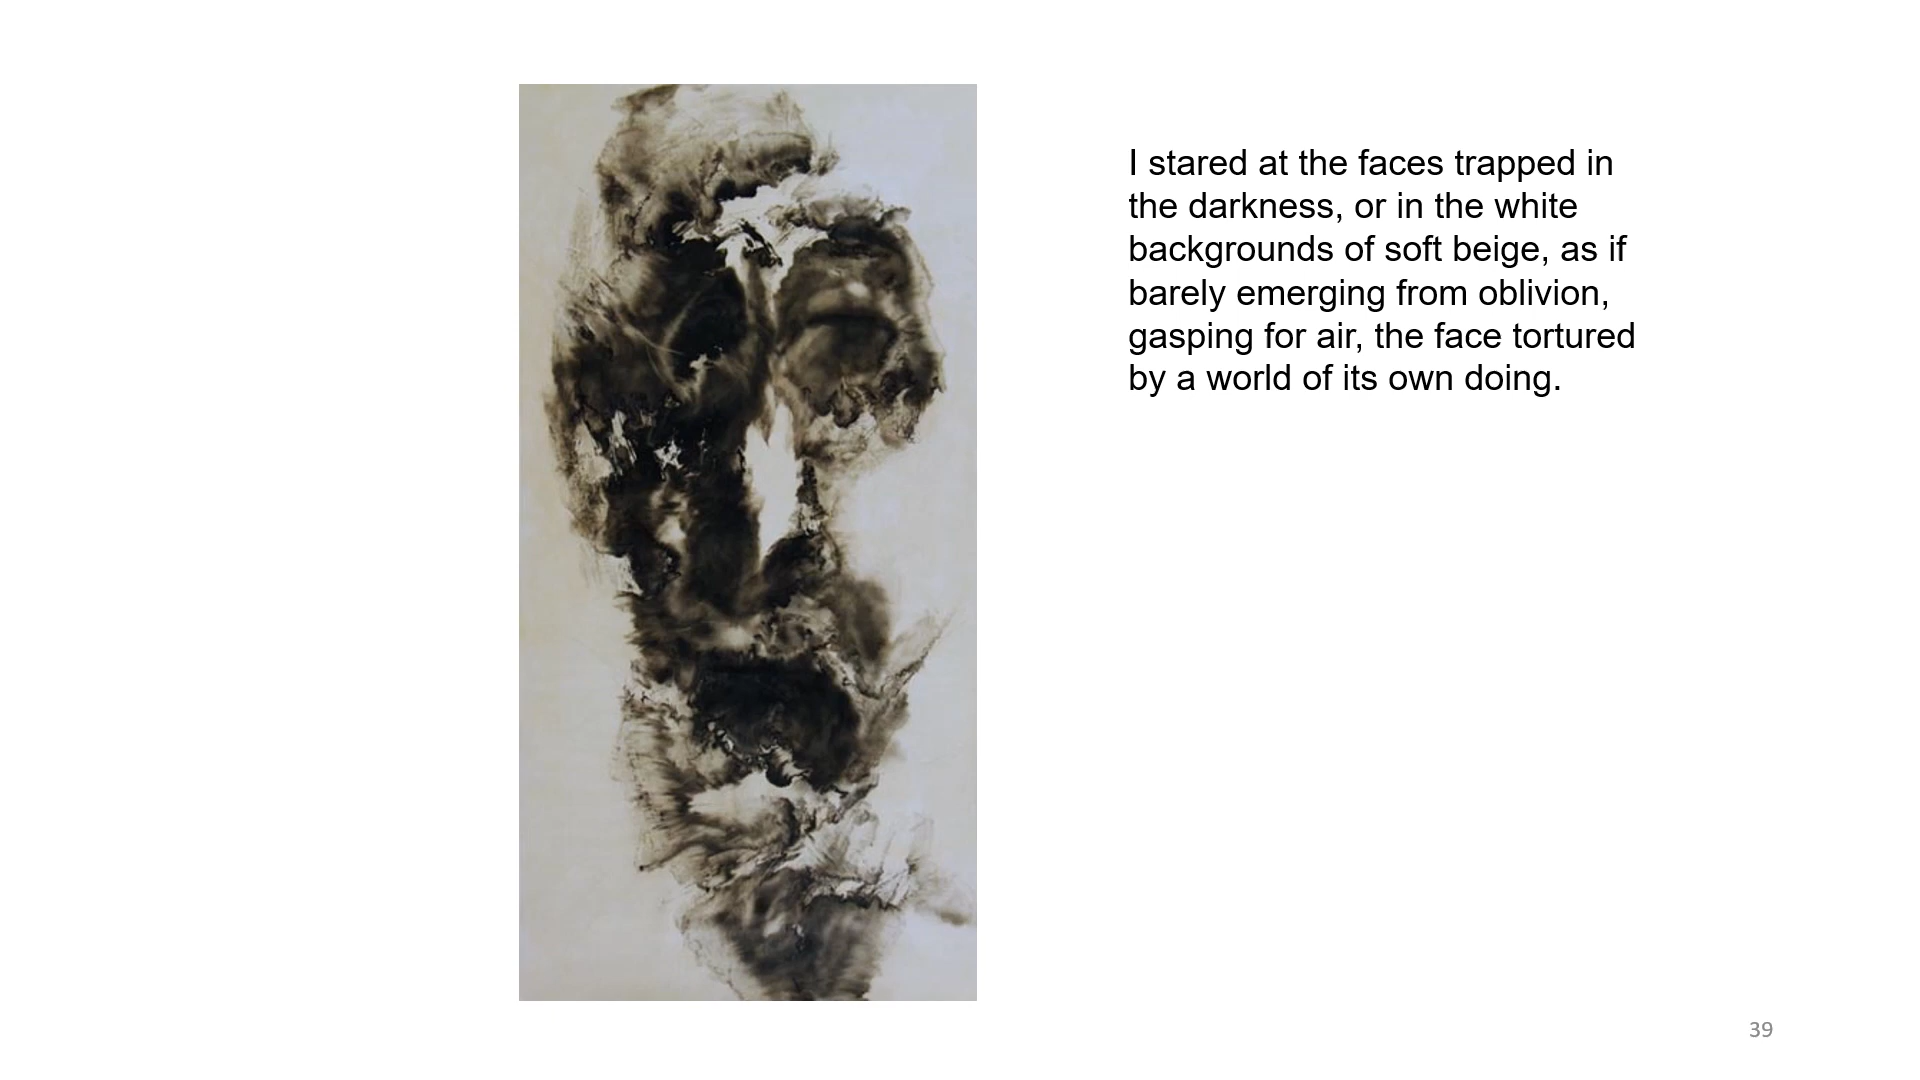 I stared at the faces trapped in
the darkness, or in the white
backgrounds of soft beige, as if
barely emerging from oblivion,
gasping for air, the face tortured
by a world of its own doing.
39